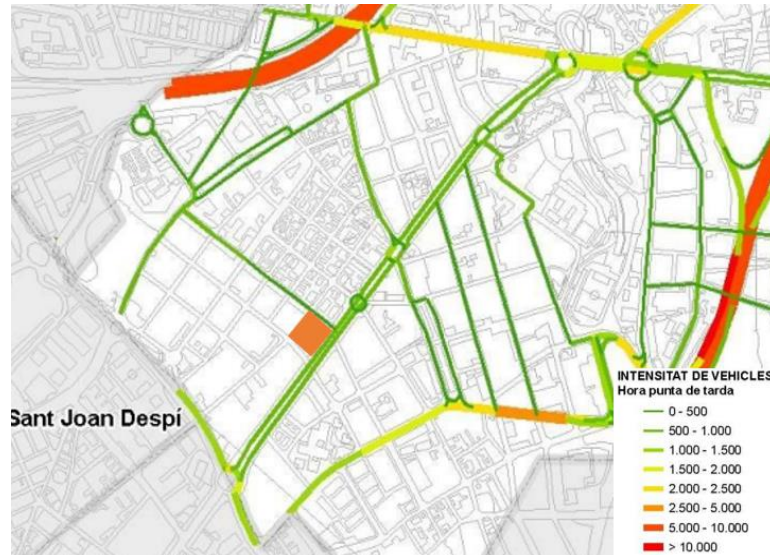 Sant Joan Despí
INTENSITAT DE VEHICLES
Hora punta de tarda
0 - 500
500 - 1.000
1.000 - 1.500
1.500 - 2.000
2.000 - 2.500
2.500 - 5.000
5.000 - 10.000
> 10.000